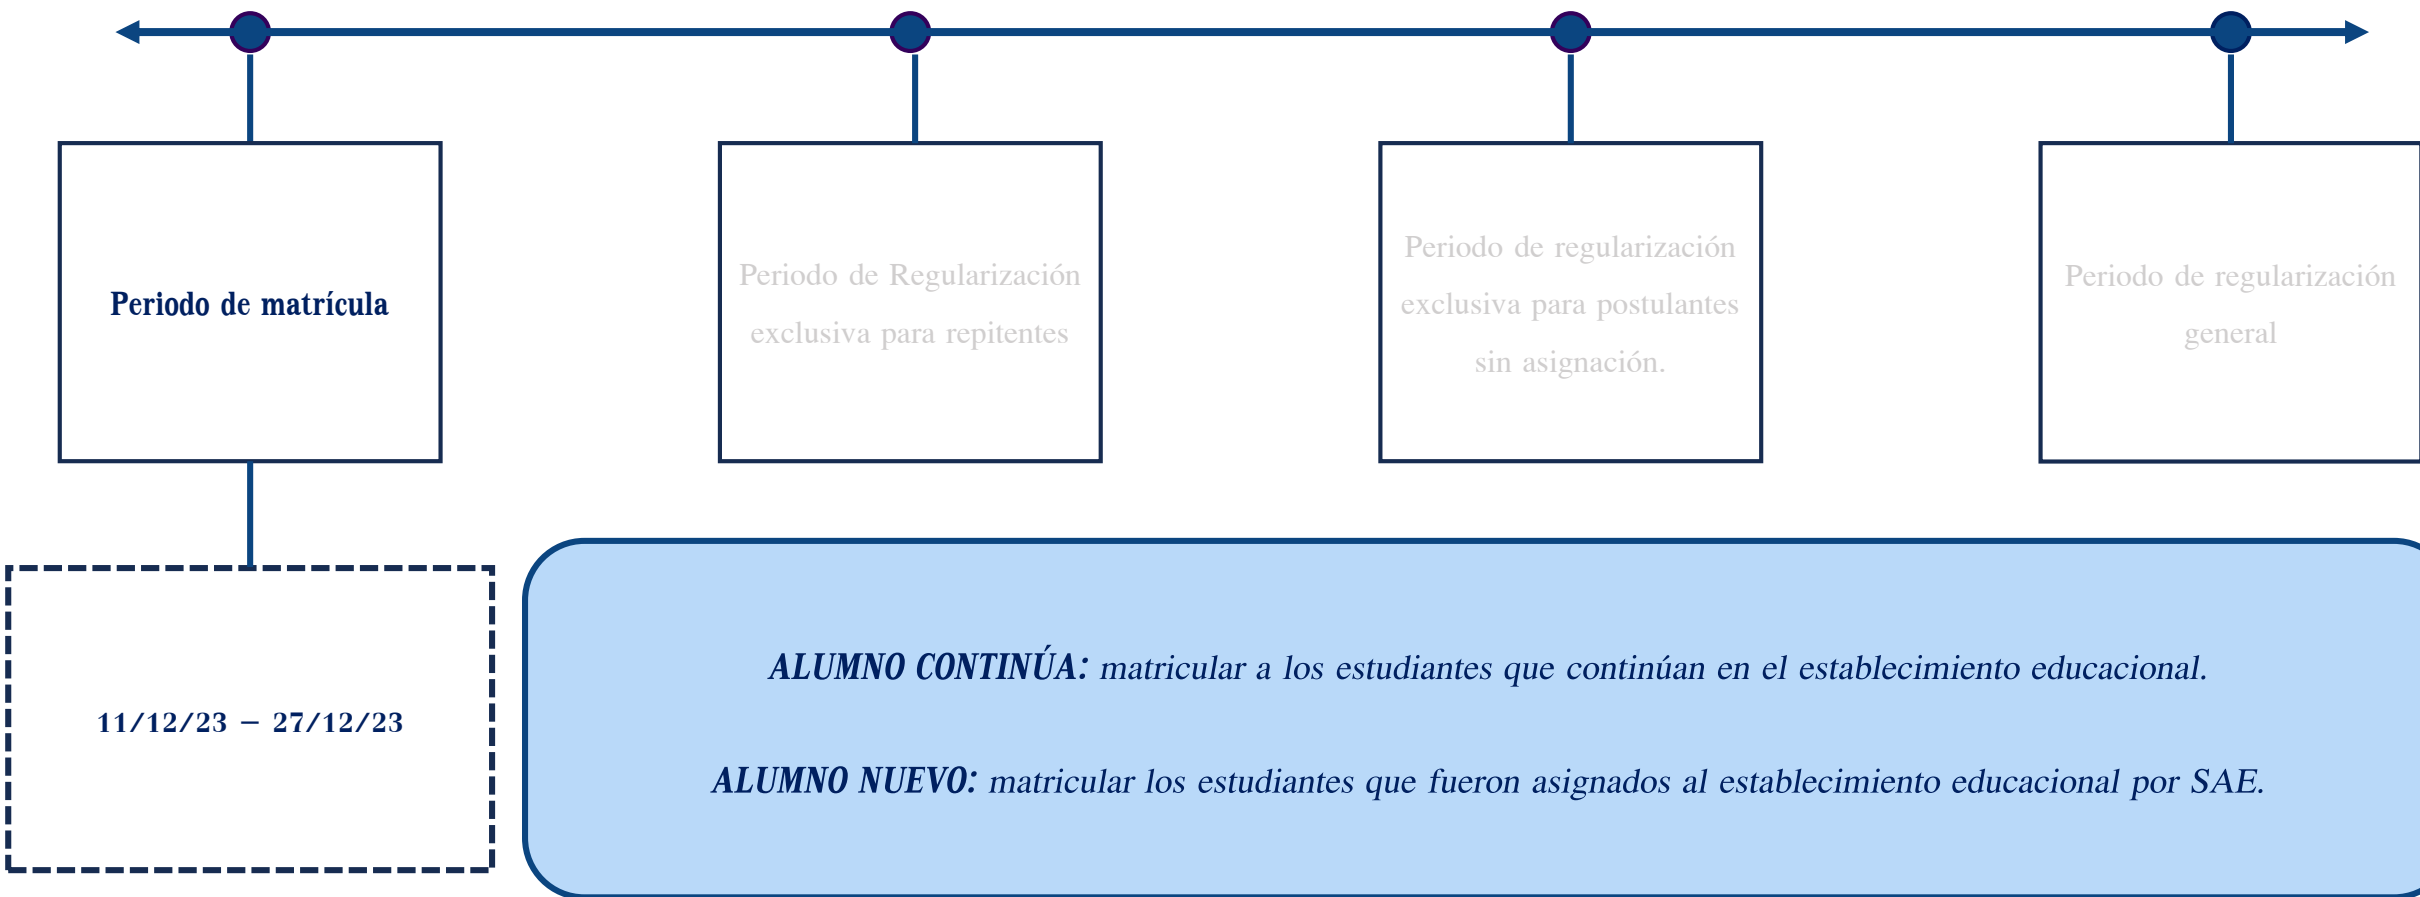 Periodo de matrícula
Periodo de Regularización
exclusiva para repitentes
Periodo de regularización
exclusiva para postulantes
sin asignación.
Periodo de regularización
general
11/12/23 – 27/12/23
ALUMNO CONTINÚA: matricular a los estudiantes que continúan en el establecimiento educacional.
ALUMNO NUEVO: matricular los estudiantes que fueron asignados al establecimiento educacional por SAE.